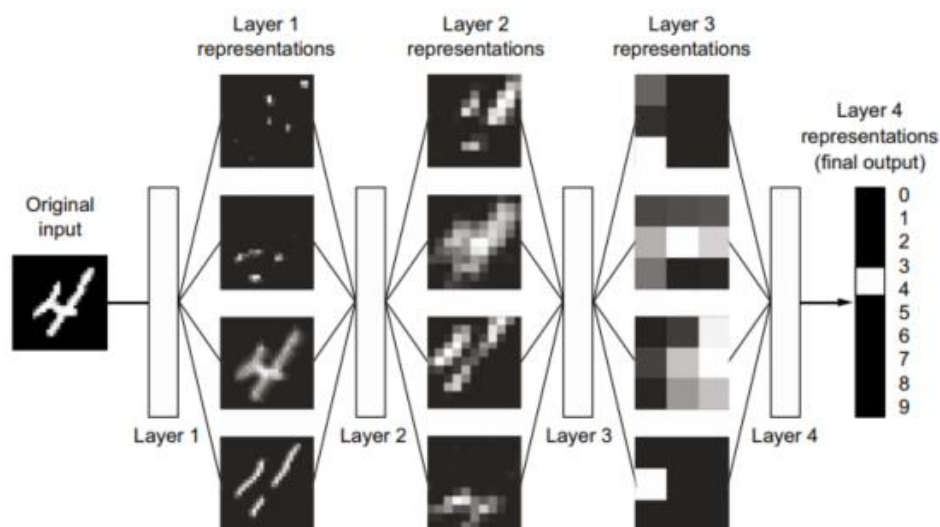 Layer 1
representations
Layer 2
representations
Layer 3
representations
Layer 4
representations
(final output)
Original
input
0
1
2
3
4
5
6
7
8
9
Layer 1
Layer 2
Layer 3
Layer 4